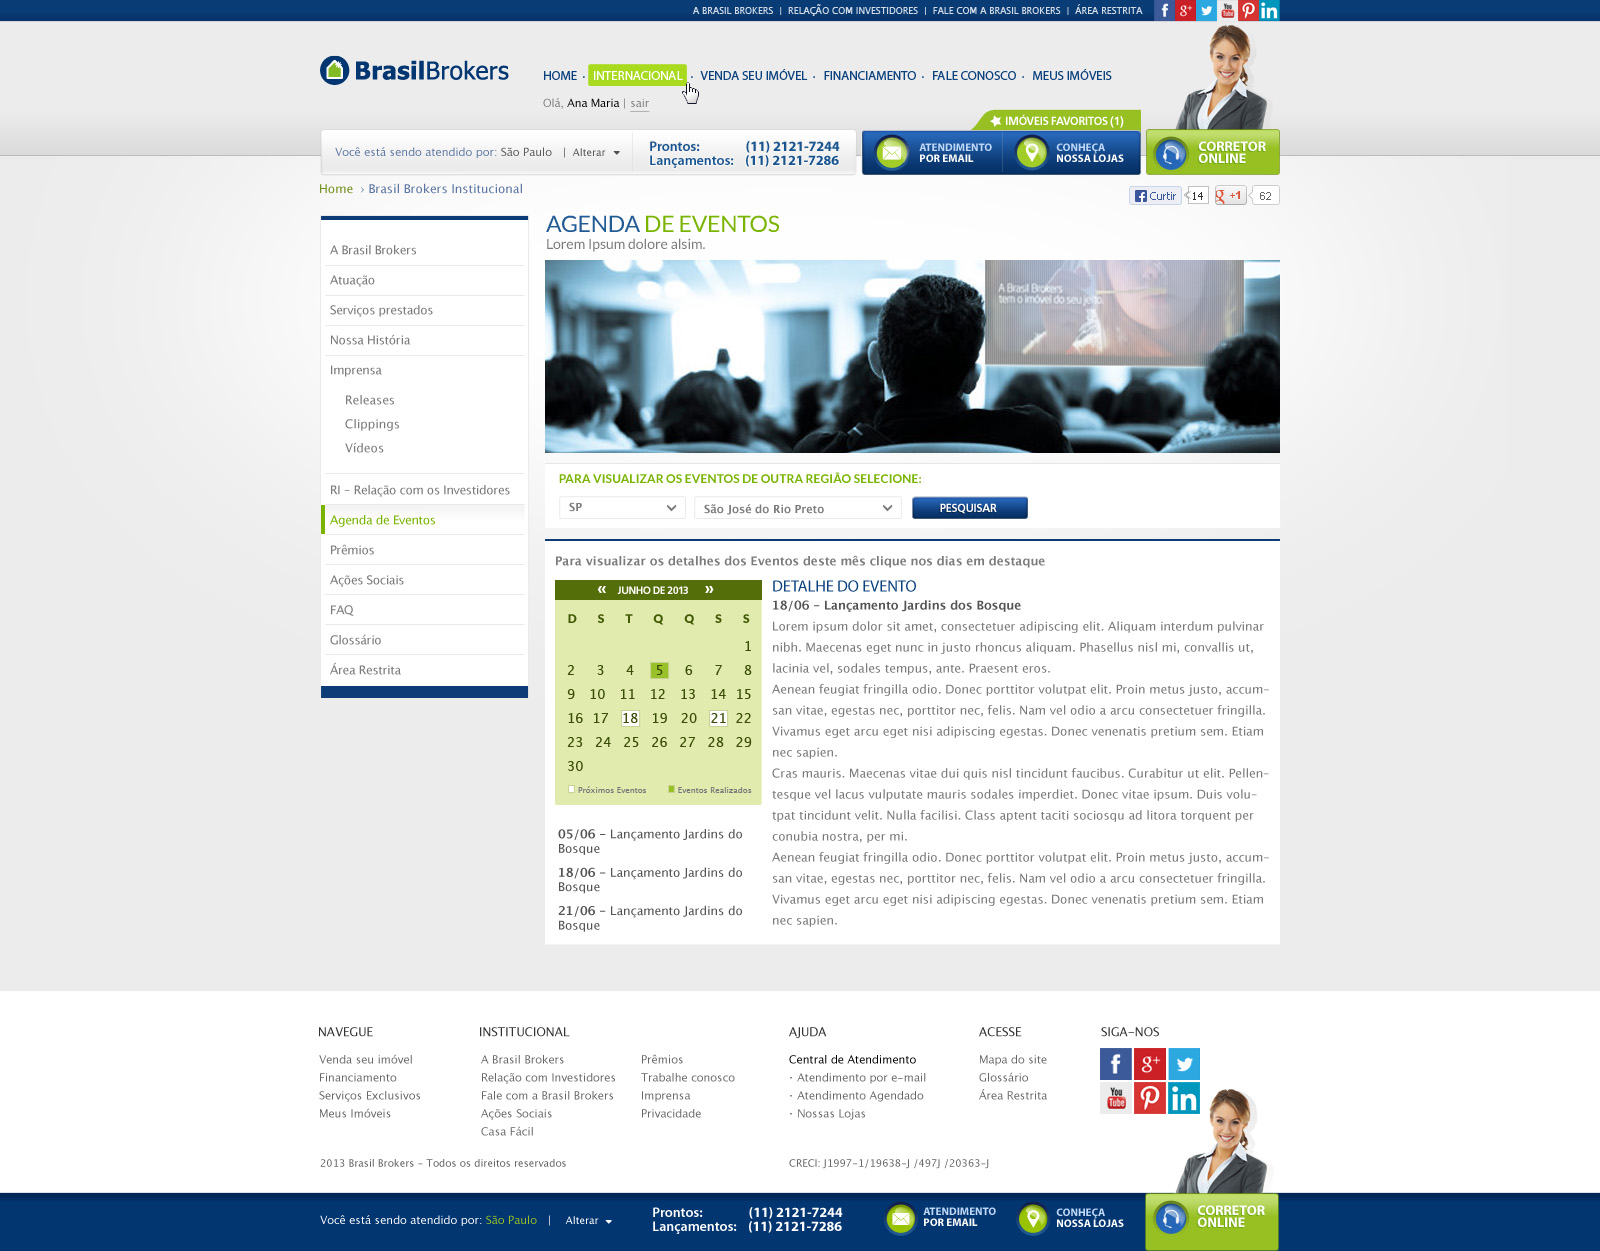 A BRASIL BROKERS | RELAÇÃO COM INVESTIDORES | FALE COM A BRASIL BROKERS | ÁREA RESTRITA
BrasilBrokers
HOME · INTERNACIONAL · VENDA SEU IMÓVEL · FINANCIAMENTO · FALE CONOSCO · MEUS IMÓVEIS
Olá, Ana Maria | sair
IMÓVEIS FAVORITOS (1)
Você está sendo atendido por: São Paulo | Alterar
Prontos: (11) 2121-7244
Lançamentos: (11) 2121-7286
ATENDIMENTO
POR EMAIL
CONHEÇA
NOSSA LOJAS
CORRETOR
ONLINE
Home › Brasil Brokers Institucional
Curtir 14 +1 62
A Brasil Brokers
Atuação
Serviços prestados
Nossa História
Imprensa
Releases
Clippings
Vídeos
RI - Relação com os Investidores
Agenda de Eventos
Prêmios
Ações Sociais
FAQ
Glossário
Área Restrita
AGENDA DE EVENTOS
Lorem Ipsum dolore alsim.
A Brasil Brokers
tem o imóvel do seu jeito.
PARA VISUALIZAR OS EVENTOS DE OUTRA REGIÃO SELECIONE:
SP São José do Rio Preto PESQUISAR
Para visualizar os detalhes dos Eventos deste mês clique nos dias em destaque
« JUNHO DE 2013 »
D S T Q Q S S
1
2 3 4 5 6 7 8
9 10 11 12 13 14 15
16 17 18 19 20 21 22
23 24 25 26 27 28 29
30
Próximos Eventos Eventos Realizados
05/06 - Lançamento Jardins do
Bosque
18/06 - Lançamento Jardins do
Bosque
21/06 - Lançamento Jardins do
Bosque
DETALHE DO EVENTO
18/06 - Lançamento Jardins dos Bosque
Lorem ipsum dolor sit amet, consectetuer adipiscing elit. Aliquam interdum pulvinar
nibh. Maecenas eget nunc in justo rhoncus aliquam. Phasellus nisl mi, convallis ut,
lacinia vel, sodales tempus, ante. Praesent eros.
Aenean feugiat fringilla odio. Donec porttitor volutpat elit. Proin metus justo, accum-
san vitae, egestas nec, porttitor nec, felis. Nam vel odio a arcu consectetuer fringilla.
Vivamus eget arcu eget nisi adipiscing egestas. Donec venenatis pretium sem. Etiam
nec sapien.
Cras mauris. Maecenas vitae dui quis nisl tincidunt faucibus. Curabitur ut elit. Pellen-
tesque vel lacus vulputate mauris sodales imperdiet. Donec vitae ipsum. Duis volu-
tpat tincidunt velit. Nulla facilisi. Class aptent taciti sociosqu ad litora torquent per
conubia nostra, per mi.
Aenean feugiat fringilla odio. Donec porttitor volutpat elit. Proin metus justo, accum-
san vitae, egestas nec, porttitor nec, felis. Nam vel odio a arcu consectetuer fringilla.
Vivamus eget arcu eget nisi adipiscing egestas. Donec venenatis pretium sem. Etiam
nec sapien.
NAVEGUE
Venda seu imóvel
Financiamento
Serviços Exclusivos
Meus Imóveis
INSTITUCIONAL
A Brasil Brokers
Relação com Investidores
Fale com a Brasil Brokers
Ações Sociais
Casa Fácil
Prêmios
Trabalhe conosco
Imprensa
Privacidade
AJUDA
Central de Atendimento
· Atendimento por e-mail
· Atendimento Agendado
· Nossas Lojas
ACESSE
Mapa do site
Glossário
Área Restrita
SIGA-NOS
You
Tube
2013 Brasil Brokers - Todos os direitos reservados
CRECI: J1997-1/19638-J /497J /20363-J
Você está sendo atendido por: São Paulo | Alterar
Prontos: (11) 2121-7244
Lançamentos: (11) 2121-7286
ATENDIMENTO
POR EMAIL
CONHEÇA
NOSSA LOJAS
CORRETOR
ONLINE